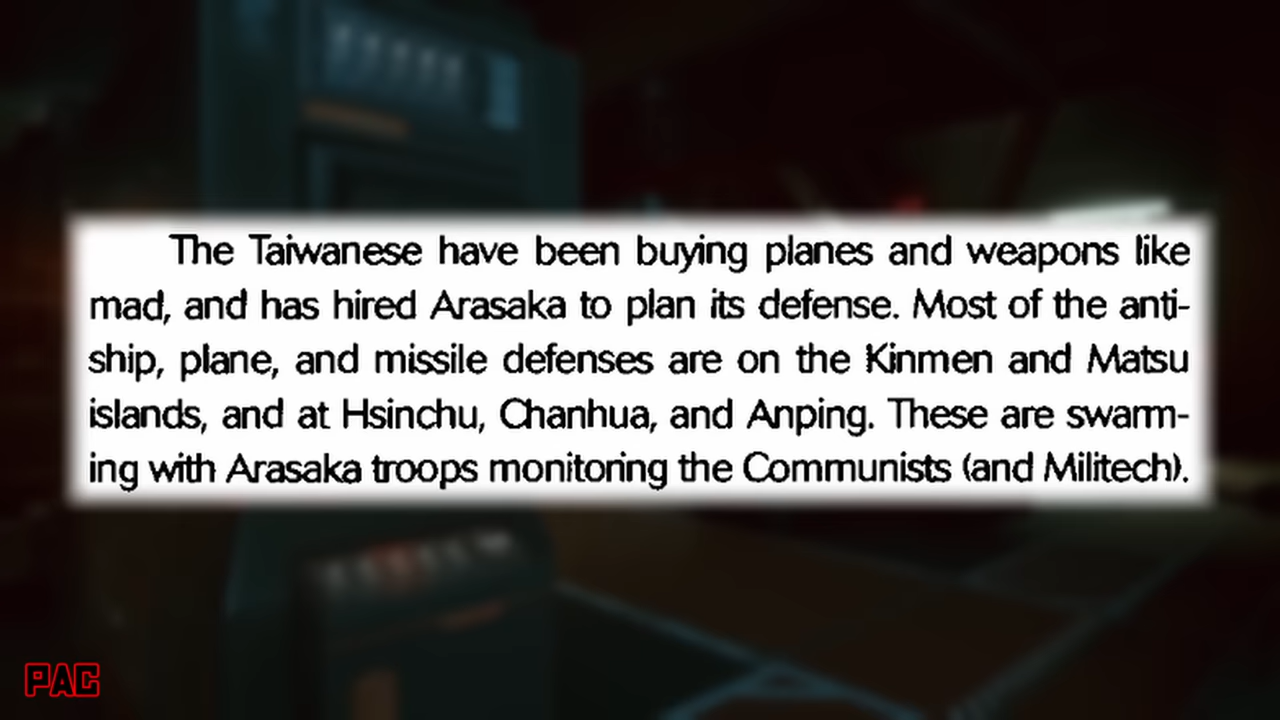 The Taiwanese have been buying planes and weapons like
mad, and has hired Arasaka to plan its defense. Most of the anti-
ship, plane, and missile defenses are on the Kinmen and Matsu
islands, and at Hsinchu, Chanhua, and Anping. These are swarm-
ing with Arasaka troops monitoring the Communists (and Militech).
PAC